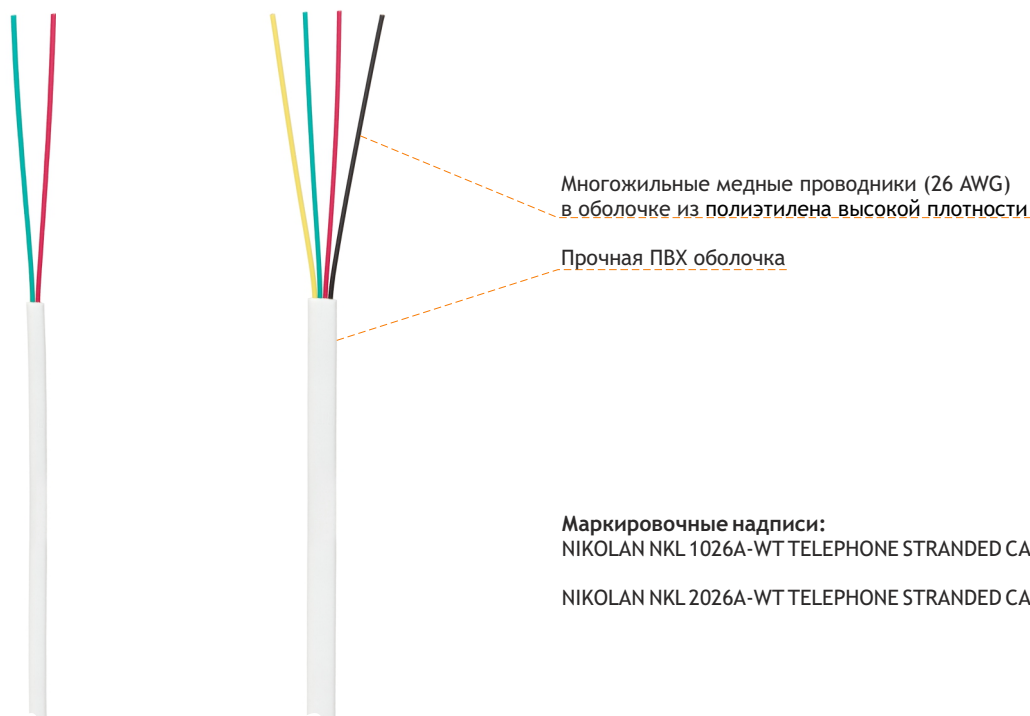 Многожильные медные проводники (26 AWG)
в оболочке из полиэтилена высокой плотности
Прочная ПВХ оболочка
Маркировочные надписи:
NIKOLAN NKL 1026A-WT TELEPHONE STRANDED CA
NIKOLAN NKL 2026A-WT TELEPHONE STRANDED CA